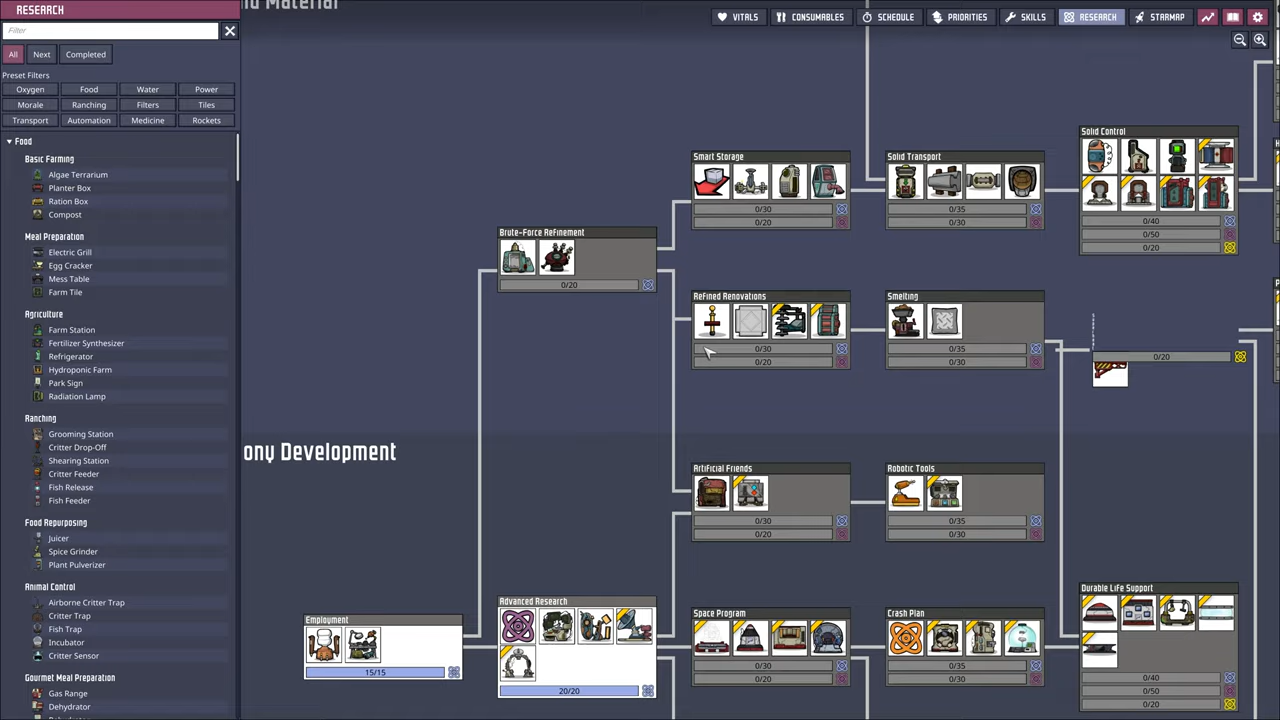 RESEARCH
Filter
All
Next
Completed
Preset Filters
Oxygen
Food
Water
Power
Morale
Ranching
Filters
Tiles
Transport
Automation
Medicine
Rockets
Food
Basic Farming
Algae Terrarium
Planter Box
Ration Box
Compost
Meal Preparation
Electric Grill
Egg Cracker
Mess Table
Farm Tile
Agriculture
Farm Station
Fertilizer Synthesizer
Refrigerator
Hydroponic Farm
Park Sign
Radiation Lamp
Ranching
Grooming Station
Critter Drop-Off
Shearing Station
Critter Feeder
Fish Release
Fish Feeder
Food Repurposing
Juicer
Spice Grinder
Plant Pulverizer
Animal Control
Airborne Critter Trap
Critter Trap
Fish Trap
Incubator
Critter Sensor
Gourmet Meal Preparation
Gas Range
Dehydrator
Material
VITALS
CONSUMABLES
SCHEDULE
PRIORITIES
SKILLS
RESEARCH
STARMAP
Brute-Force Refinement
0/20
Smart Storage
0/30
0/20
Solid Transport
0/35
0/20
Solid Control
0/40
0/50
0/20
Refined Renovations
0/30
0/20
Smelting
0/35
0/30
0/20
ony Development
Artificial Friends
0/30
0/20
Robotic Tools
0/35
0/30
Employment
15/15
Advanced Research
20/20
Space Program
0/30
0/20
Crash Plan
0/35
0/30
Durable Life Support
0/40
0/50
0/20